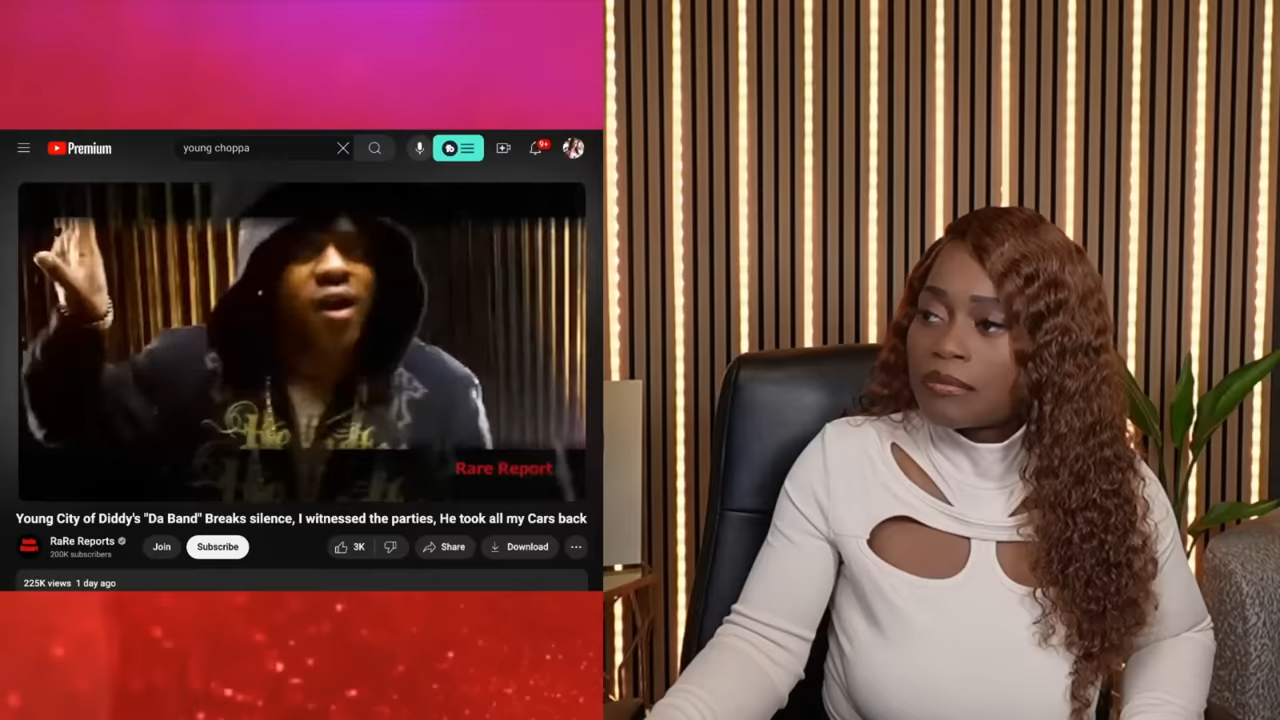 Premium
young choppa
9+
Rare Report
Young City of Diddy's "Da Band" Breaks silence, I witnessed the parties, He took all my Cars back
RaRe Reports
200K subscribers
Join
Subscribe
3K
Share
Download
225K views 1 day ago